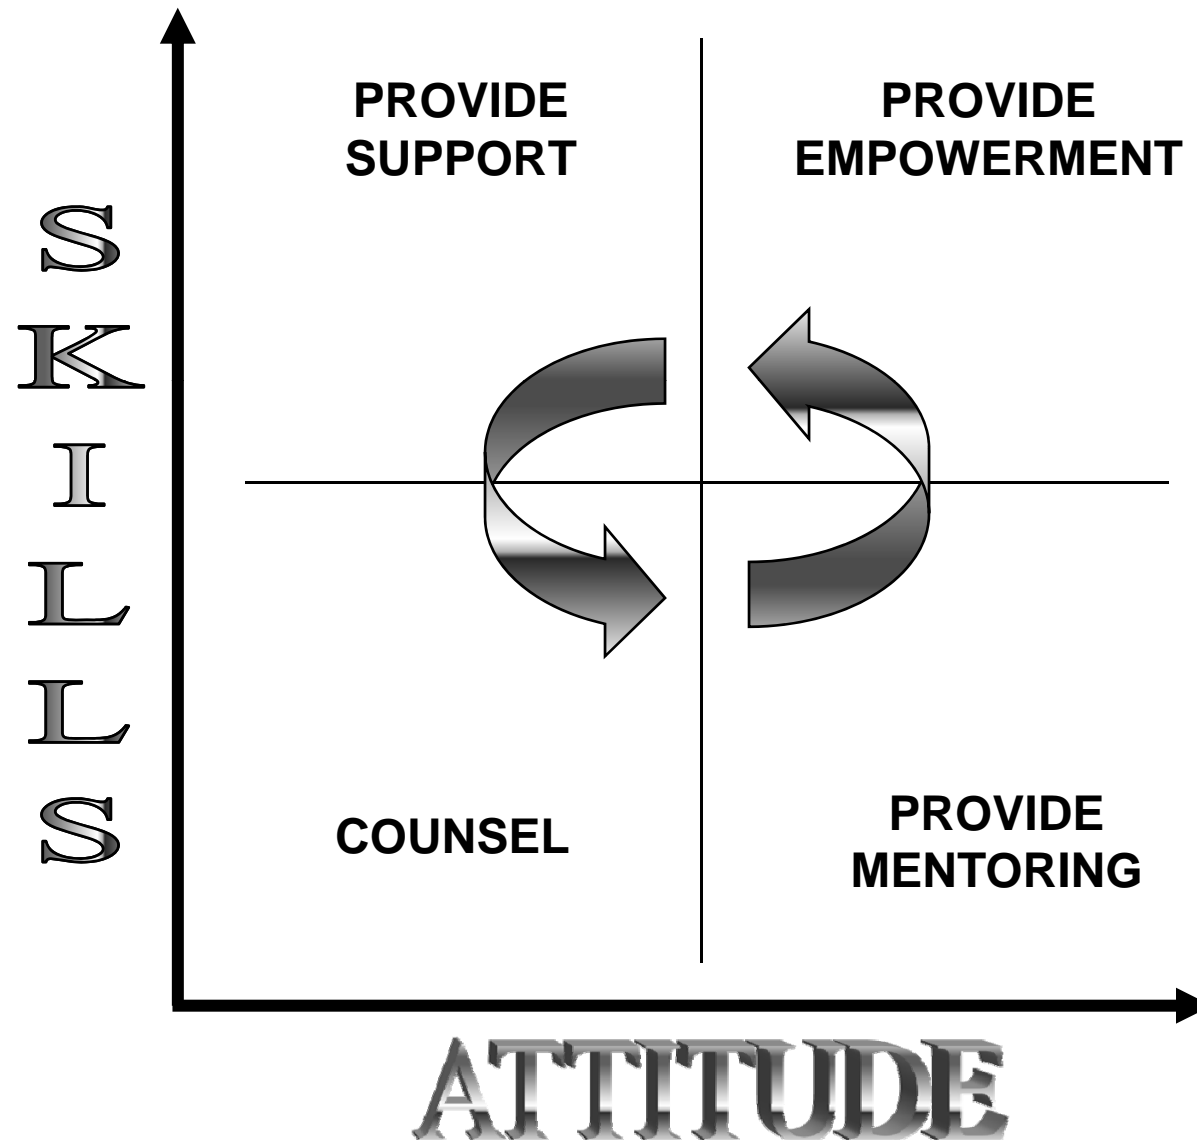 PROVIDE
SUPPORT
PROVIDE
EMPOWERMENT
SKILLS
COUNSEL
PROVIDE
MENTORING
ATTITUDE